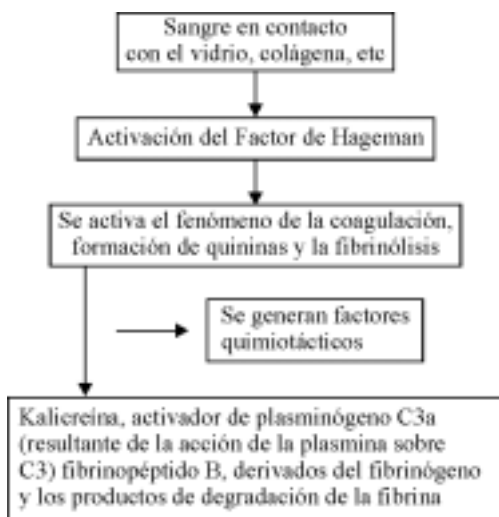 Sangre en contacto
con el vidrio, colágena, etc
Activación del Factor de Hageman
Se activa el fenómeno de la coagulación,
formación de quininas y la fibrinólisis
Se generan factores
quimiotácticos
Kalicreína, activador de plasminógeno C3a
(resultante de la acción de la plasmina sobre
C3) fibrinopéptido B, derivados del fibrinógeno
y los productos de degradación de la fibrina